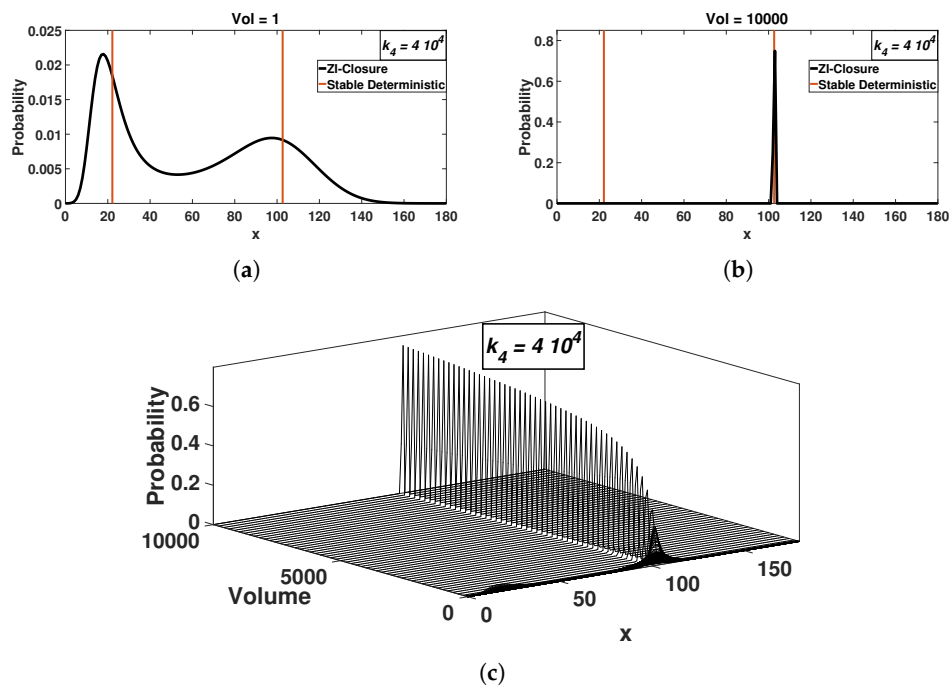 Vol = 1
k4 = 4 10^4
ZI-Closure
Stable Deterministic
Probability
0.025
0.02
0.015
0.01
0.005
0
0 20 40 60 80 100 120 140 160 180
x
(a)
Vol = 10000
k4 = 4 10^4
ZI-Closure
Stable Deterministic
Probability
0.8
0.6
0.4
0.2
0
0 20 40 60 80 100 120 140 160 180
x
(b)
k4 = 4 10^4
Probability
0.6
0.4
0.2
0
10000
5000
0
Volume
0
50
100
150
x
(c)